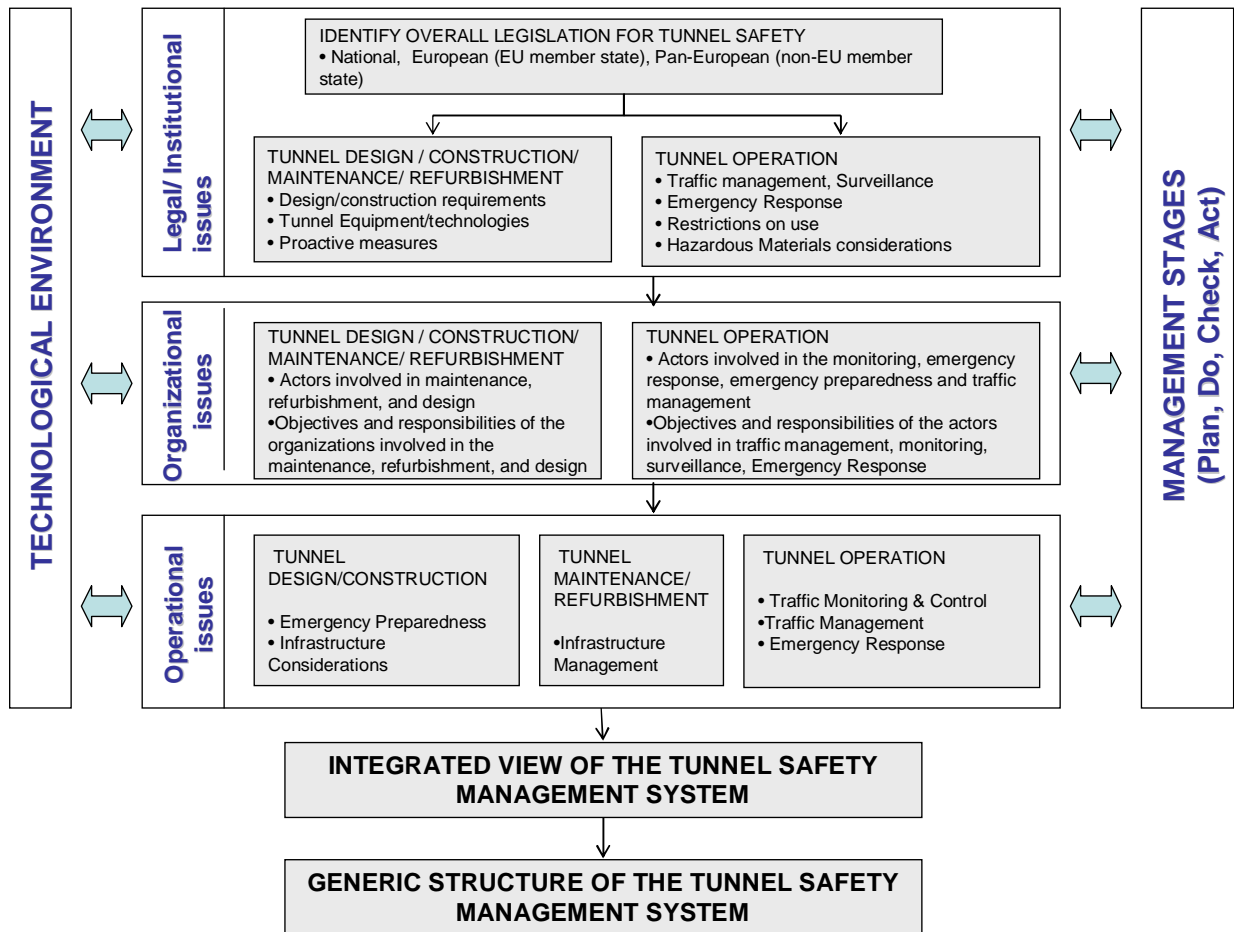 TECHNOLOGICAL ENVIRONMENT
Legal/ Institutional
issues
IDENTIFY OVERALL LEGISLATION FOR TUNNEL SAFETY
• National, European (EU member state), Pan-European (non-EU member
state)
TUNNEL DESIGN / CONSTRUCTION/
MAINTENANCE/ REFURBISHMENT
• Design/construction requirements
• Tunnel Equipment/technologies
• Proactive measures
TUNNEL OPERATION
• Traffic management, Surveillance
• Emergency Response
• Restrictions on use
• Hazardous Materials considerations
Organizational
issues
TUNNEL DESIGN / CONSTRUCTION/
MAINTENANCE/ REFURBISHMENT
• Actors involved in maintenance,
refurbishment, and design
•Objectives and responsibilities of the
organizations involved in the
maintenance, refurbishment, and design
TUNNEL OPERATION
• Actors involved in the monitoring, emergency
response, emergency preparedness and traffic
management
•Objectives and responsibilities of the actors
involved in traffic management, monitoring,
surveillance, Emergency Response
Operational
issues
TUNNEL
DESIGN/CONSTRUCTION
• Emergency Preparedness
• Infrastructure
Considerations
TUNNEL
MAINTENANCE/
REFURBISHMENT
•Infrastructure
Management
TUNNEL OPERATION
• Traffic Monitoring & Control
•Traffic Management
• Emergency Response
MANAGEMENT STAGES
(Plan, Do, Check, Act)
INTEGRATED VIEW OF THE TUNNEL SAFETY
MANAGEMENT SYSTEM
GENERIC STRUCTURE OF THE TUNNEL SAFETY
MANAGEMENT SYSTEM